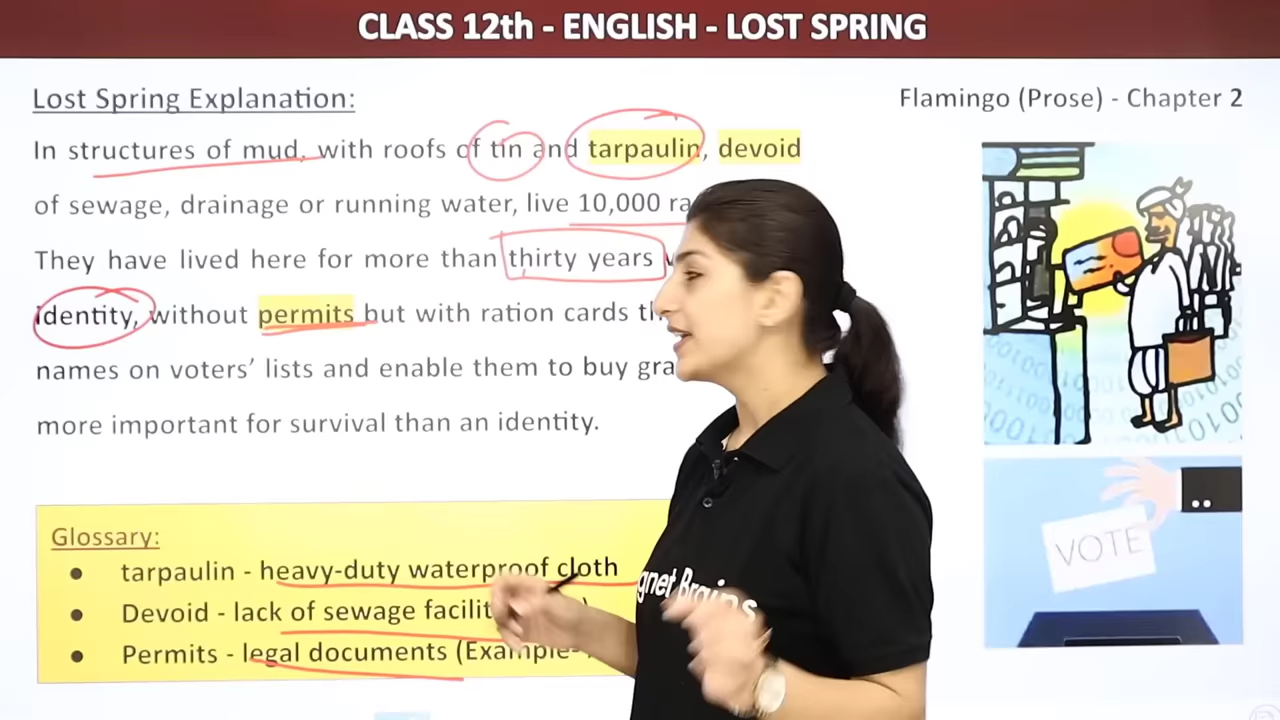 CLASS 12th - ENGLISH - LOST SPRING
Lost Spring Explanation:
Flamingo (Prose) - Chapter 2
In structures of mud, with roofs of tin and tarpaulin, devoid
of sewage, drainage or running water, live 10,000
They have lived here for more than thirty years
identity, without permits but with ration cards
names on voters’ lists and enable them to buy
more important for survival than an identity.
VOTE
Glossary:
● tarpaulin - heavy-duty waterproof cloth
● Devoid - lack of sewage
● Permits - legal documents (Example-
Brains